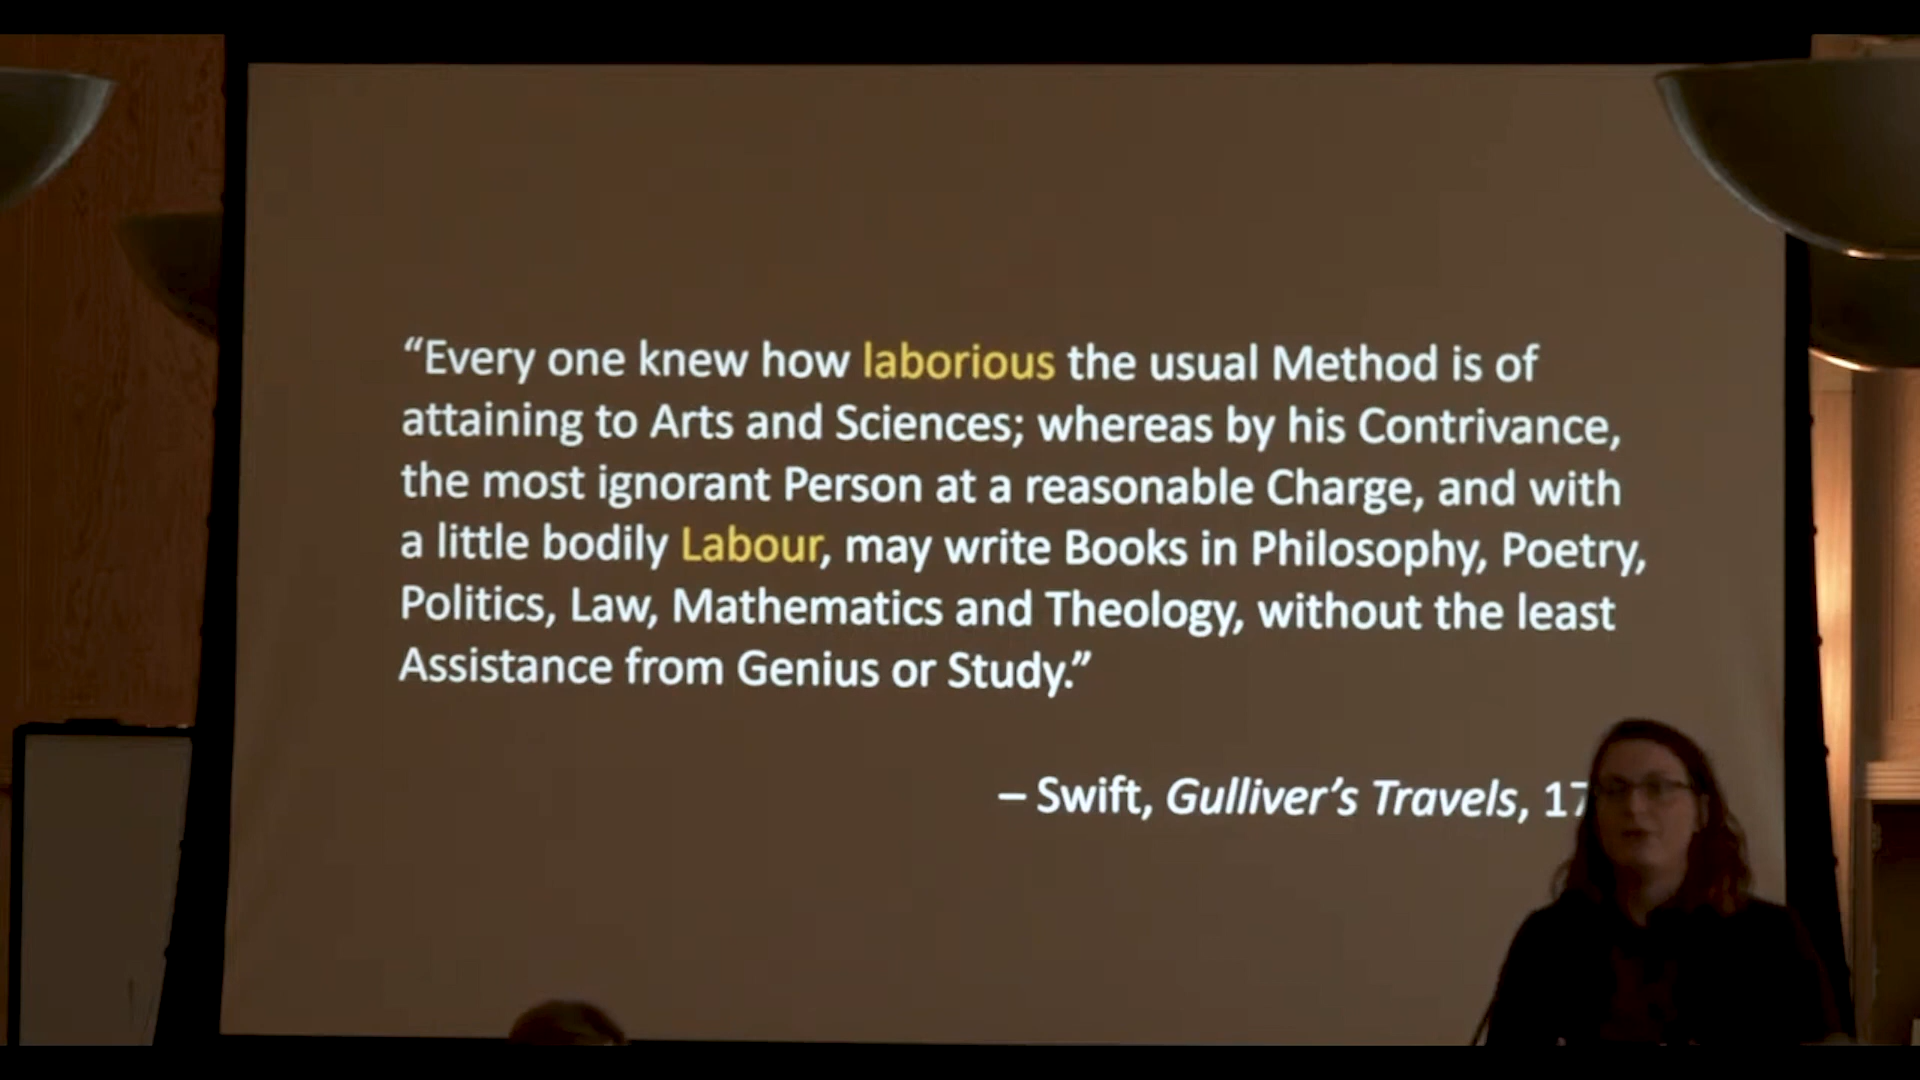 “Every one knew how laborious the usual Method is of
attaining to Arts and Sciences; whereas by his Contrivance,
the most ignorant Person at a reasonable Charge, and with
a little bodily Labour, may write Books in Philosophy, Poetry,
Politics, Law, Mathematics and Theology, without the least
Assistance from Genius or Study.”
– Swift, Gulliver’s Travels, 17